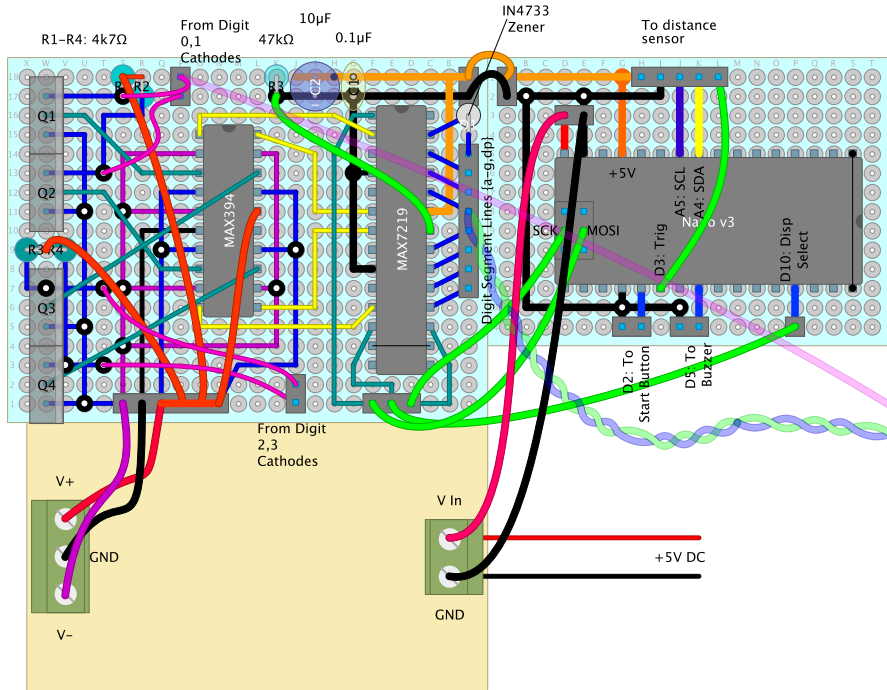 R1-R4: 4k7Ω
From Digit
0,1
Cathodes
47kΩ
10μF
0.1μF
IN4733
Zener
To distance
sensor
R2
R3
C2
C1
Q1
Q2
R3R4
Q3
Q4
MAX394
MAX7219
Digit Segment Lines (a-g,dp)
+5V
A5: SCL
A4: SDA
Nano v3
SCK
MOSI
D3: Trig
D10: Disp
Select
D2: To
Start Button
D5: To
Buzzer
From Digit
2,3
Cathodes
V+
GND
V-
V In
GND
+5V DC